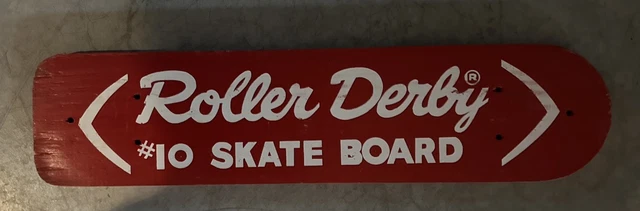 Roller Derby®
#10 SKATE BOARD